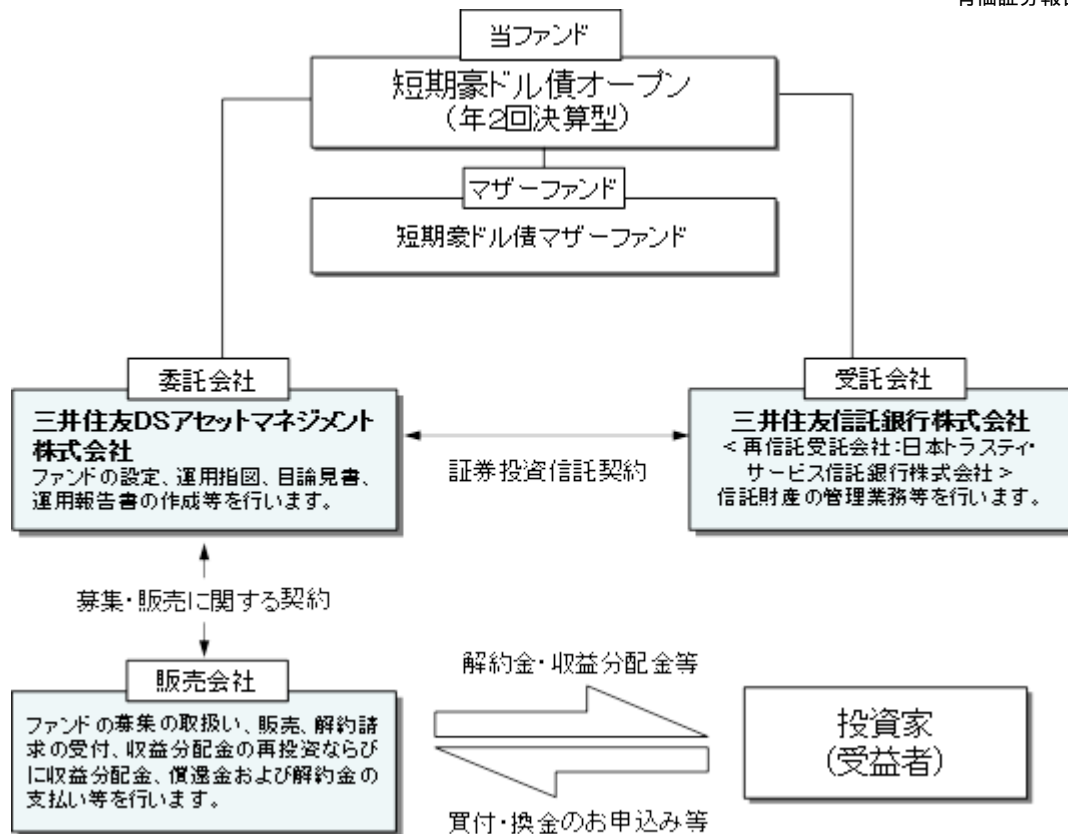 当ファンド
短期豪ドル債オープン
(年2回決算型)
マザーファンド
短期豪ドル債マザーファンド
委託会社
三井住友DSアセットマネジメント
株式会社
ファンドの設定、運用指図、目論見書、
運用報告書の作成等を行います。
証券投資信託契約
受託会社
三井住友信託銀行株式会社
<再信託受託会社:日本トラスティ・
サービス信託銀行株式会社>
信託財産の管理業務等を行います。
募集・販売に関する契約
販売会社
ファンドの募集の取扱い、販売、解約請
求の受付、収益分配金の再投資ならび
に収益分配金、償還金および解約金の
支払い等を行います。
解約金・収益分配金等
買付・換金のお申込み等
投資家
(受益者)